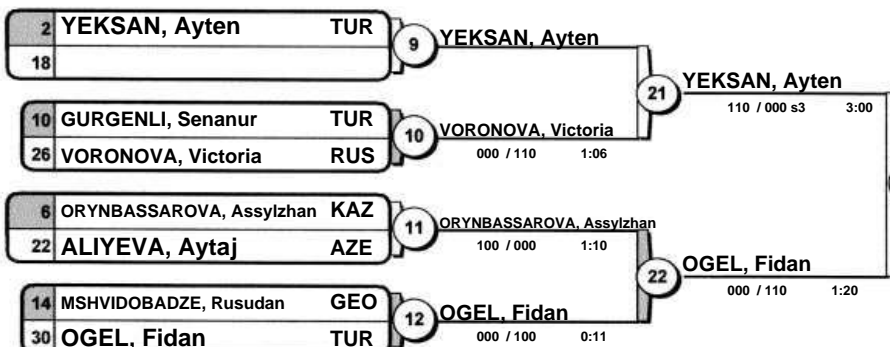 2 YEKSAN, Ayten TUR
18
9 YEKSAN, Ayten
10 GURGENLI, Senanur TUR
26 VORONOVA, Victoria RUS
10 VORONOVA, Victoria
000 / 110 1:06
21 YEKSAN, Ayten
110 / 000 s3 3:00
6 ORYNBASSAROVA, Assylzhan KAZ
22 ALIYEVA, Aytaj AZE
11 ORYNBASSAROVA, Assylzhan
100 / 000 1:10
14 MSHVIDOBADZE, Rusudan GEO
30 OGEL, Fidan TUR
12 OGEL, Fidan
000 / 100 0:11
22 OGEL, Fidan
000 / 110 1:20